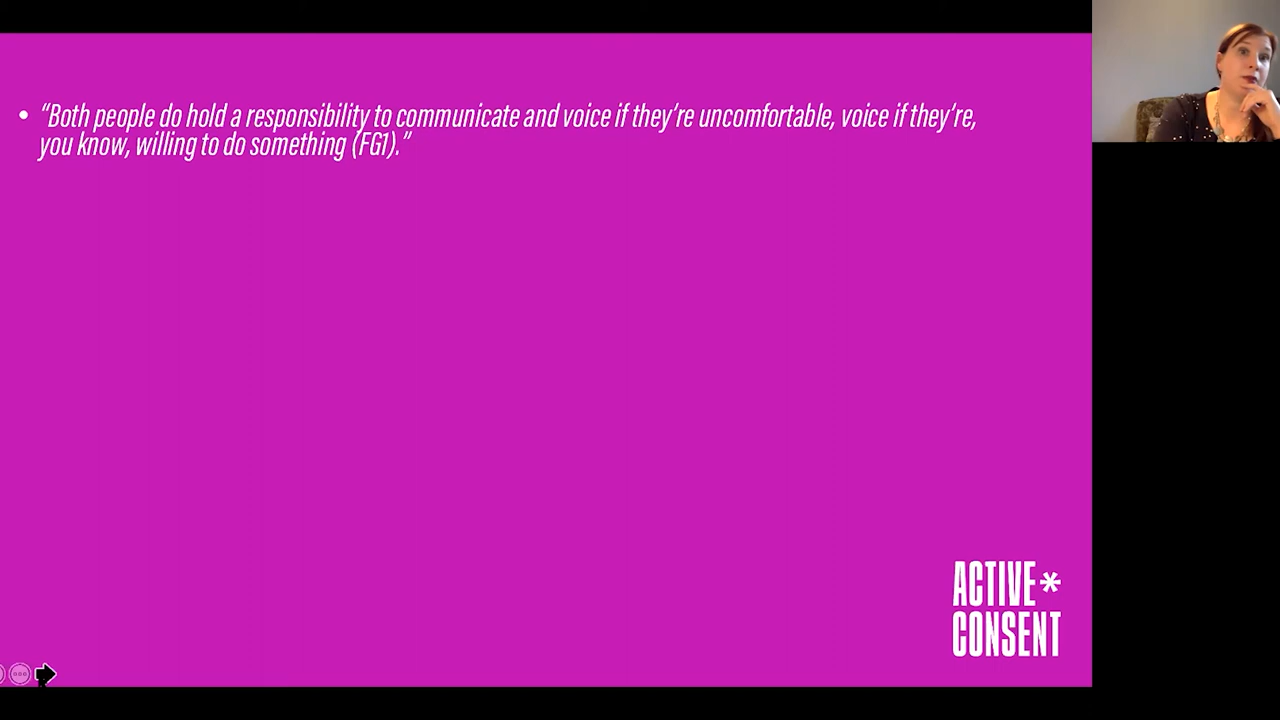 • “Both people do hold a responsibility to communicate and voice if they’re uncomfortable, voice if they’re,
you know, willing to do something (FG1).”
ACTIVE*
CONSENT